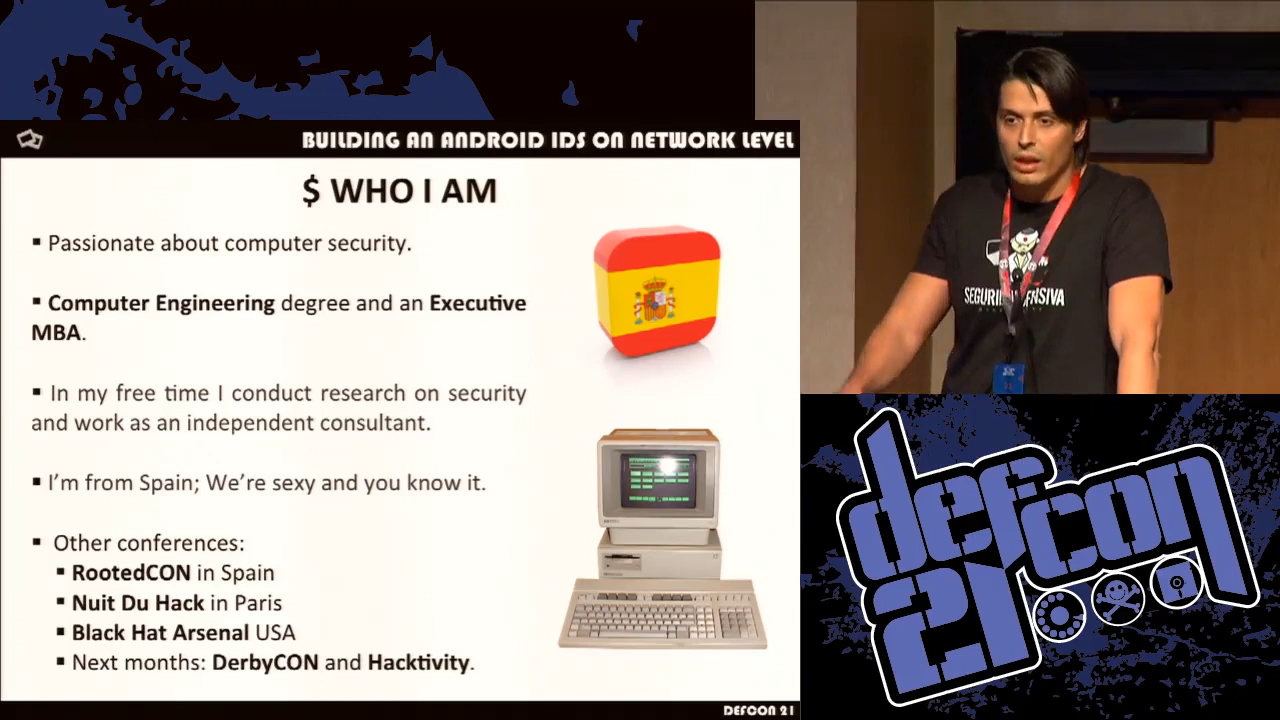 BUILDING AN ANDROID IDS ON NETWORK LEVEL
$ WHO I AM
▪ Passionate about computer security.
▪ Computer Engineering degree and an Executive
MBA.
▪ In my free time I conduct research on security
and work as an independent consultant.
▪ I'm from Spain; We're sexy and you know it.
▪ Other conferences:
▪ RootedCON in Spain
▪ Nuit Du Hack in Paris
▪ Black Hat Arsenal USA
▪ Next months: DerbyCON and Hacktivity.
DEFCON 21
defcon
21